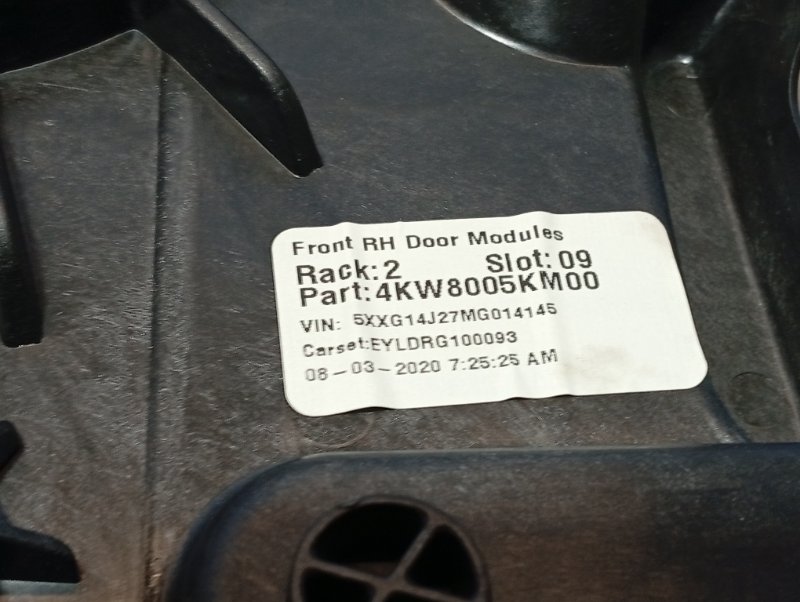 Front RH Door Modules
Rack:2 Slot:09
Part:4KW8005KM00
VIN: 5XXG14J27MG014145
Carset:EYLDRG100093
08-03-2020 7:25:25 AM